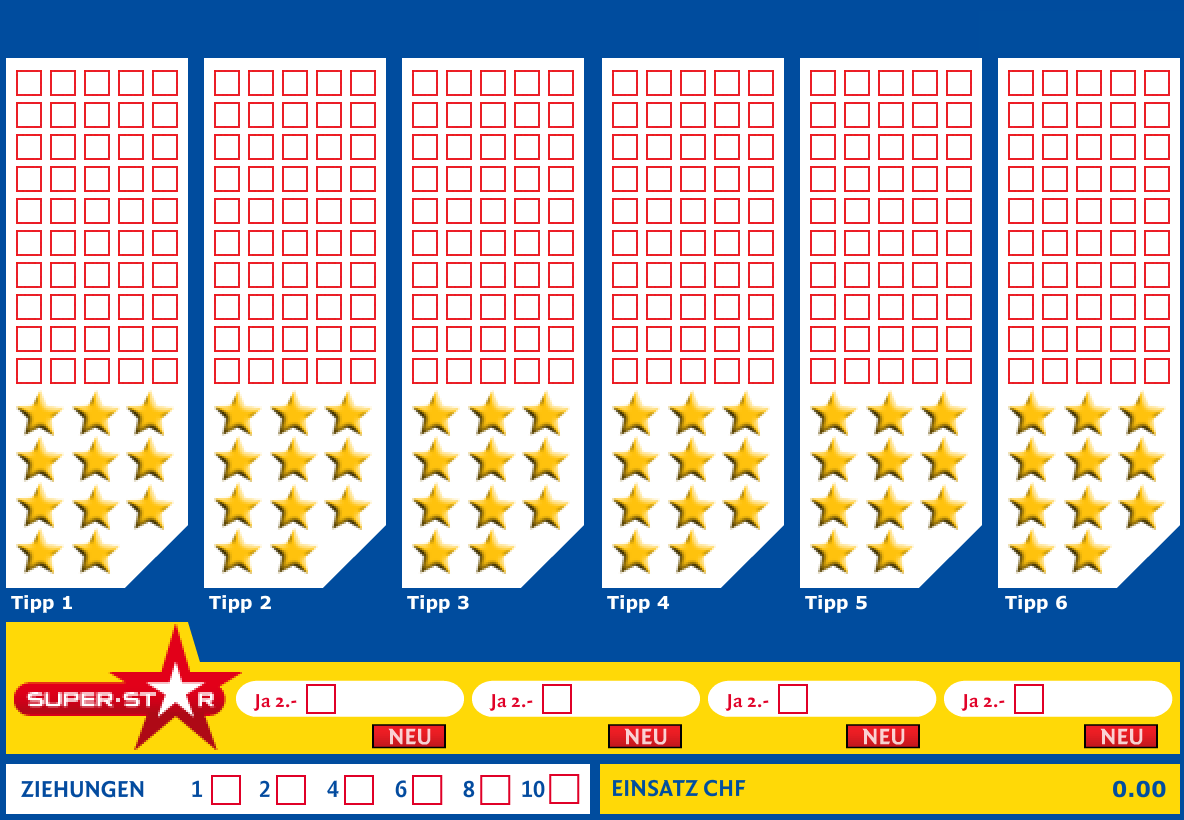 Tipp 1 Tipp 2 Tipp 3 Tipp 4 Tipp 5 Tipp 6
SUPER·STAR Ja 2.- Ja 2.- Ja 2.- Ja 2.-
NEU NEU NEU NEU
ZIEHUNGEN 1 2 4 6 8 10 EINSATZ CHF 0.00